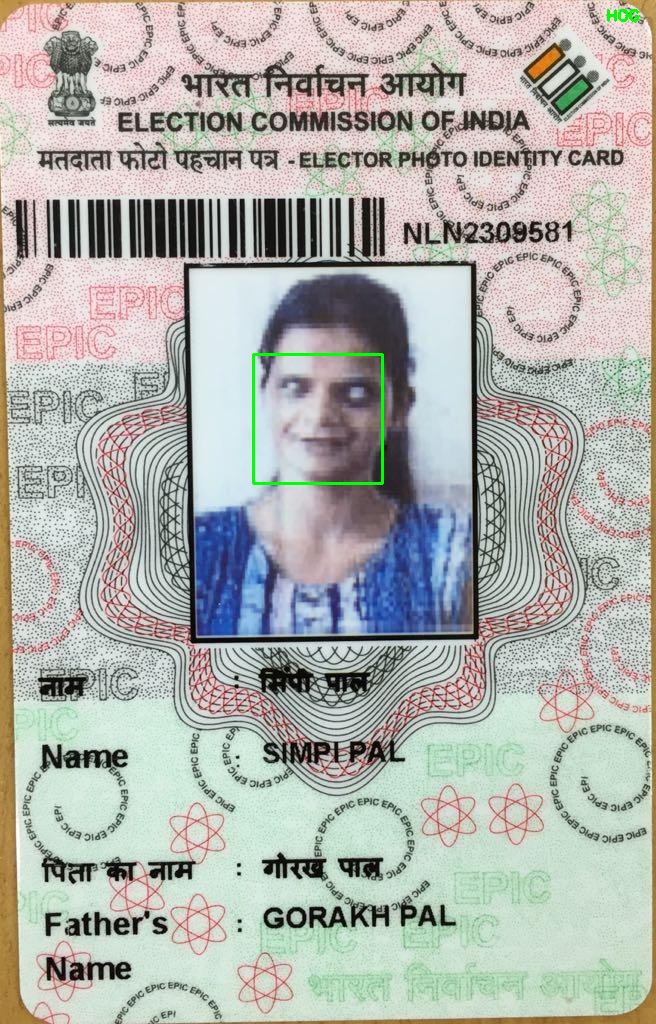 HOG
सत्यमेव जयते
भारत निर्वाचन आयोग
ELECTION COMMISSION OF INDIA
मतदाता फोटो पहचान पत्र - ELECTOR PHOTO IDENTITY CARD
NLN2309581
नाम : सिंपी पाल
Name : SIMPI PAL
पिता का नाम : गोरख पाल
Father's : GORAKH PAL
Name
भारत निर्वाचन आयोग